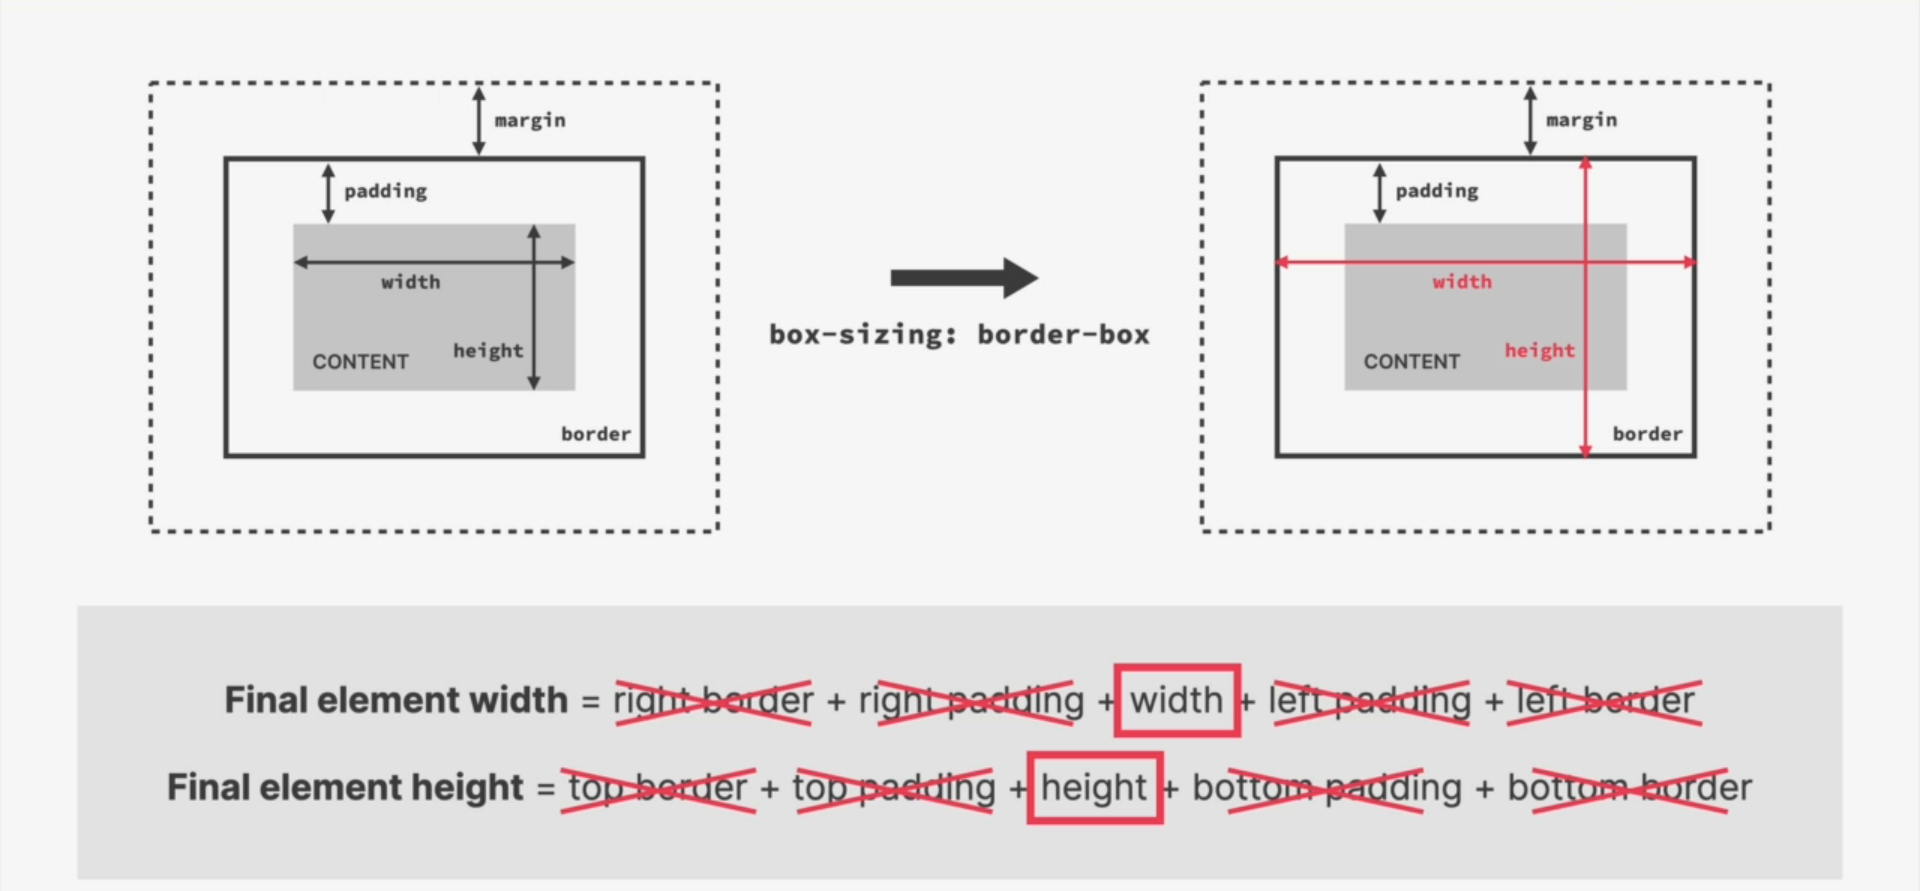 margin
padding
width
height
CONTENT
border
box-sizing: border-box
margin
padding
width
height
CONTENT
border
Final element width = right border + right padding + width + left padding + left border
Final element height = top border + top padding + height + bottom padding + bottom border